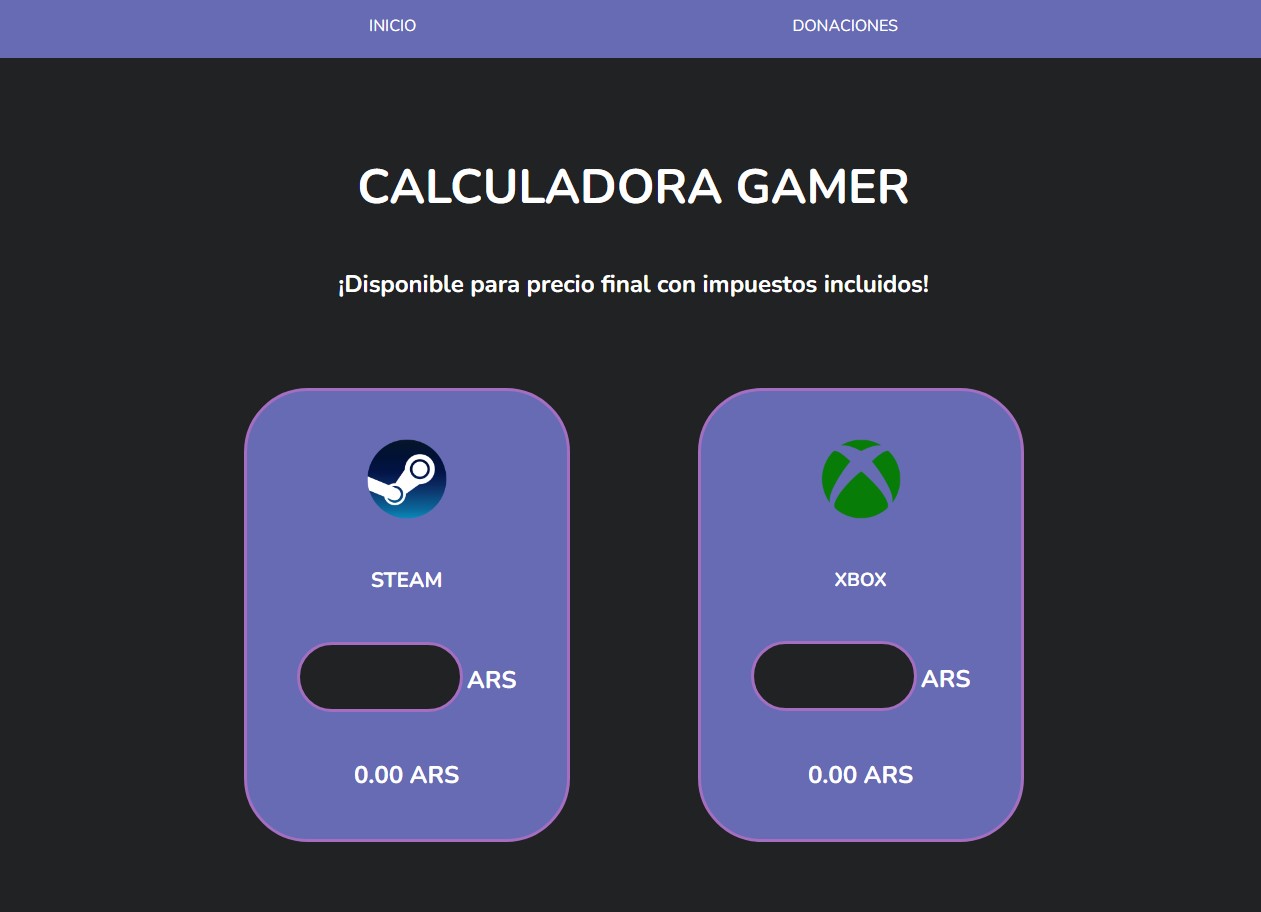 INICIO
DONACIONES
CALCULADORA GAMER
¡Disponible para precio final con impuestos incluidos!
STEAM
ARS
0.00 ARS
XBOX
ARS
0.00 ARS